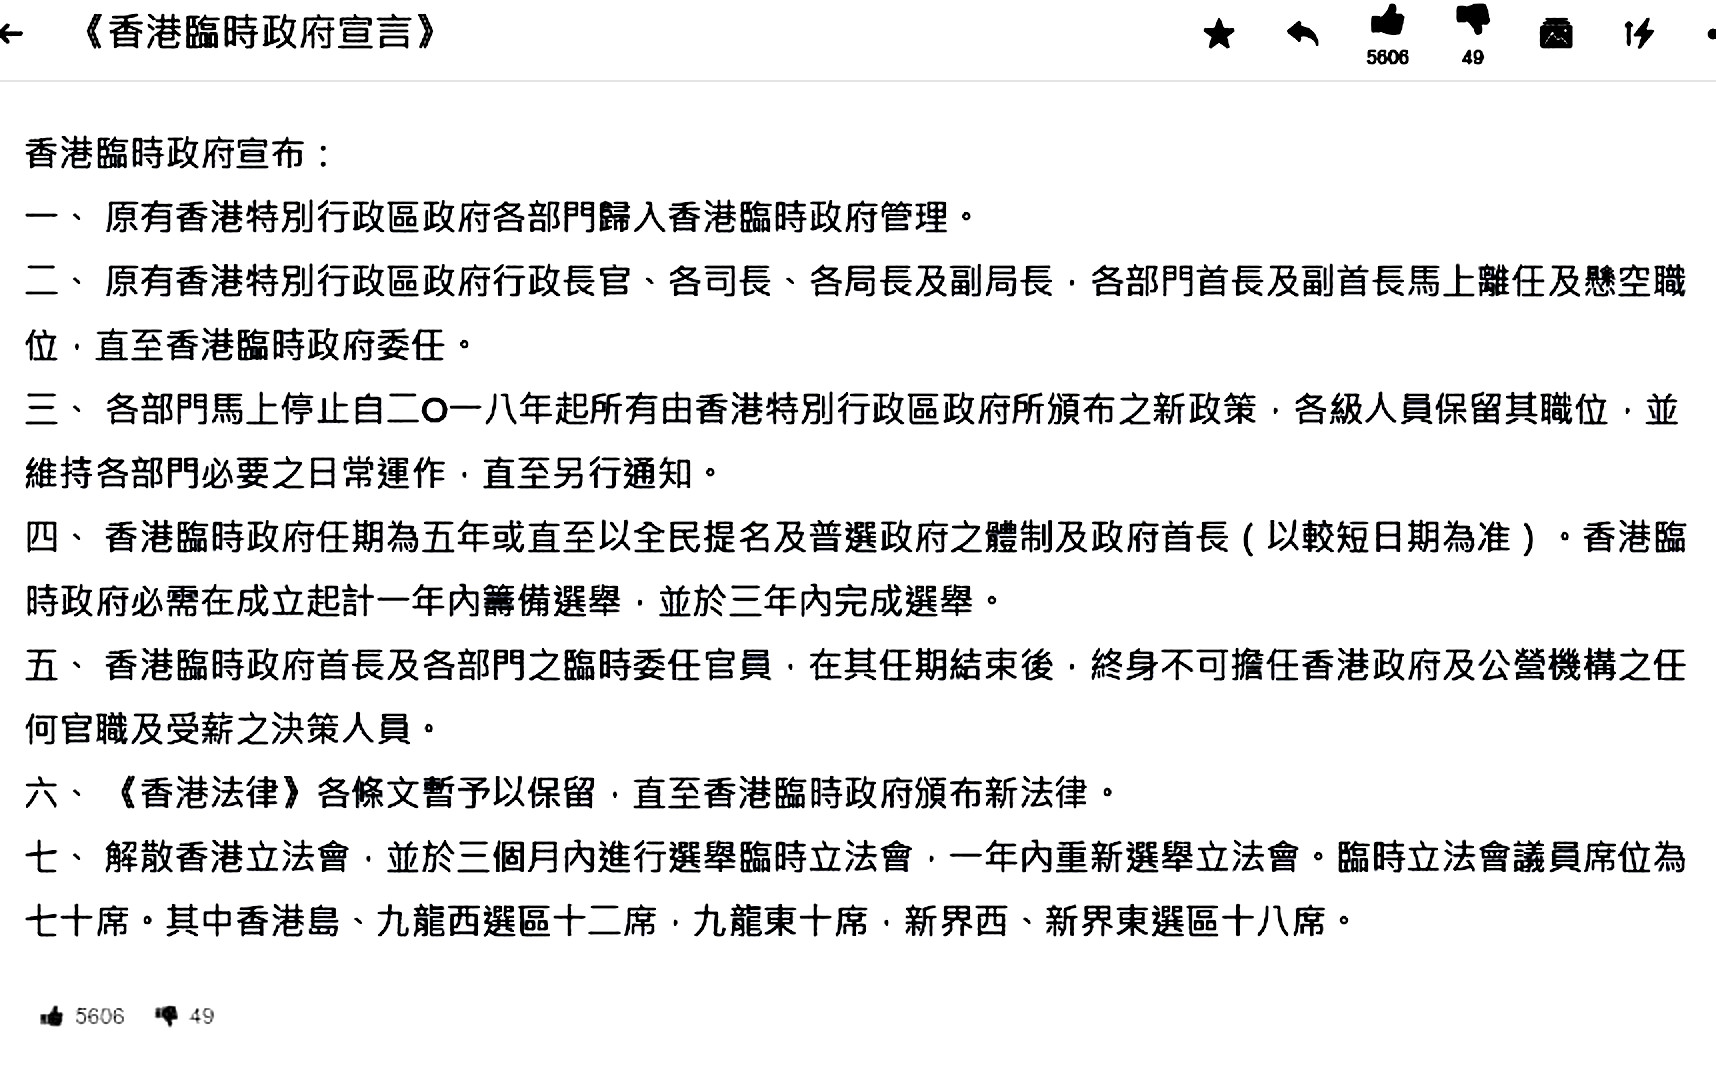 《香港臨時政府宣言》
5606
49
香港臨時政府宣布：
一、 原有香港特別行政區政府各部門歸入香港臨時政府管理。
二、 原有香港特別行政區政府行政長官、各司長、各局長及副局長，各部門首長及副首長馬上離任及懸空職
位，直至香港臨時政府委任。
三、 各部門馬上停止自二O一八年起所有由香港特別行政區政府所頒布之新政策，各級人員保留其職位，並
維持各部門必要之日常運作，直至另行通知。
四、 香港臨時政府任期為五年或直至以全民提名及普選政府之體制及政府首長（以較短日期為准）。香港臨
時政府必需在成立起計一年內籌備選舉，並於三年內完成選舉。
五、 香港臨時政府首長及各部門之臨時委任官員，在其任期結束後，終身不可擔任香港政府及公營機構之任
何官職及受薪之決策人員。
六、 《香港法律》各條文暫予以保留，直至香港臨時政府頒布新法律。
七、 解散香港立法會，並於三個月內進行選舉臨時立法會，一年內重新選舉立法會。臨時立法會議員席位為
七十席。其中香港島、九龍西選區十二席，九龍東十席，新界西、新界東選區十八席。
5606 49